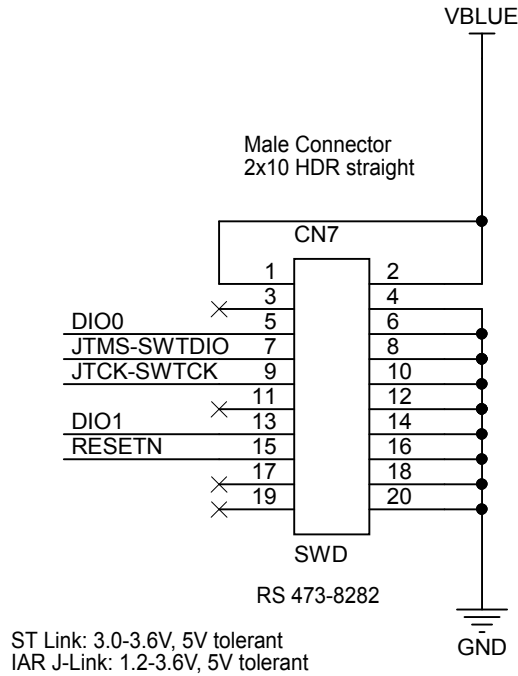 VBLUE
Male Connector
2x10 HDR straight
CN7
1 2
3 4
DIO0 5 6
JTMS-SWTDIO 7 8
JTCK-SWTCK 9 10
11 12
DIO1 13 14
RESETN 15 16
17 18
19 20
SWD
RS 473-8282
GND
ST Link: 3.0-3.6V, 5V tolerant
IAR J-Link: 1.2-3.6V, 5V tolerant